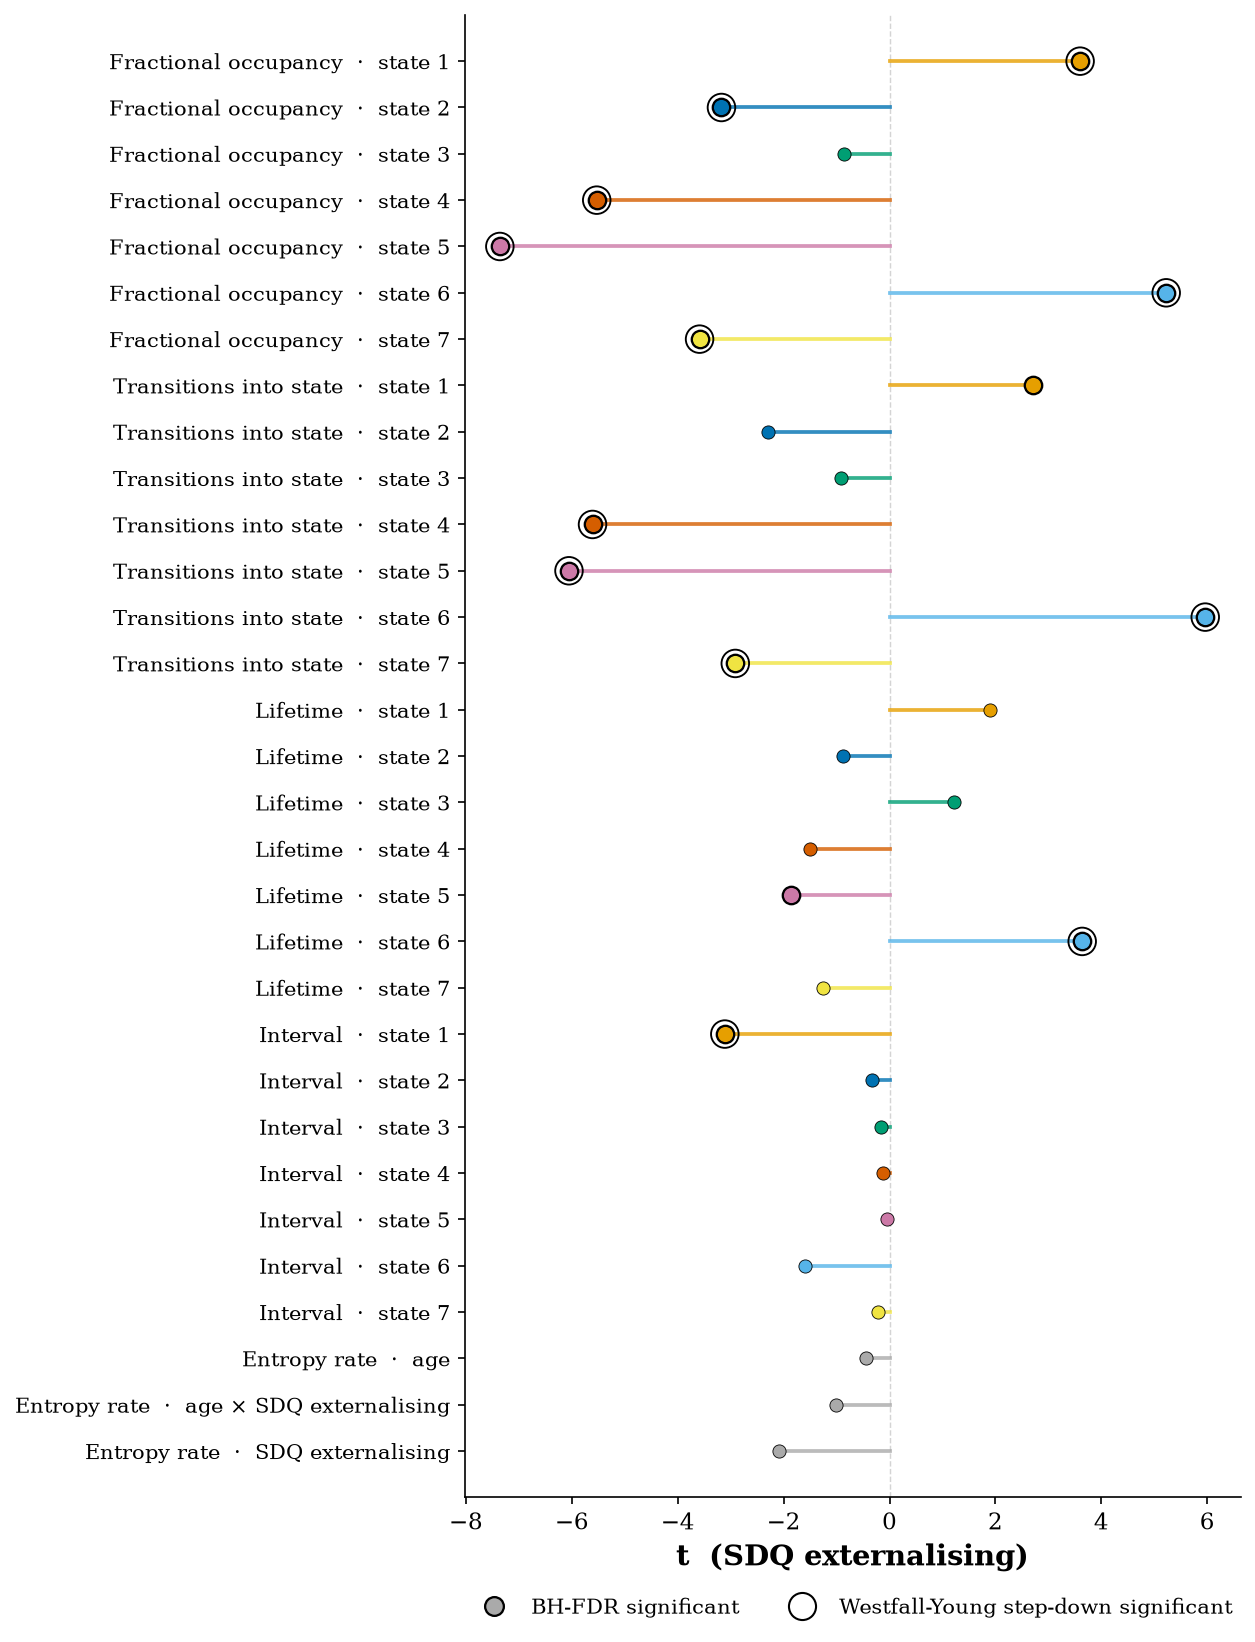 Fractional occupancy · state 1
Fractional occupancy · state 2
Fractional occupancy · state 3
Fractional occupancy · state 4
Fractional occupancy · state 5
Fractional occupancy · state 6
Fractional occupancy · state 7
Transitions into state · state 1
Transitions into state · state 2
Transitions into state · state 3
Transitions into state · state 4
Transitions into state · state 5
Transitions into state · state 6
Transitions into state · state 7
Lifetime · state 1
Lifetime · state 2
Lifetime · state 3
Lifetime · state 4
Lifetime · state 5
Lifetime · state 6
Lifetime · state 7
Interval · state 1
Interval · state 2
Interval · state 3
Interval · state 4
Interval · state 5
Interval · state 6
Interval · state 7
Entropy rate · age
Entropy rate · age × SDQ externalising
Entropy rate · SDQ externalising
−8 −6 −4 −2 0 2 4 6
t (SDQ externalising)
BH-FDR significant Westfall-Young step-down significant